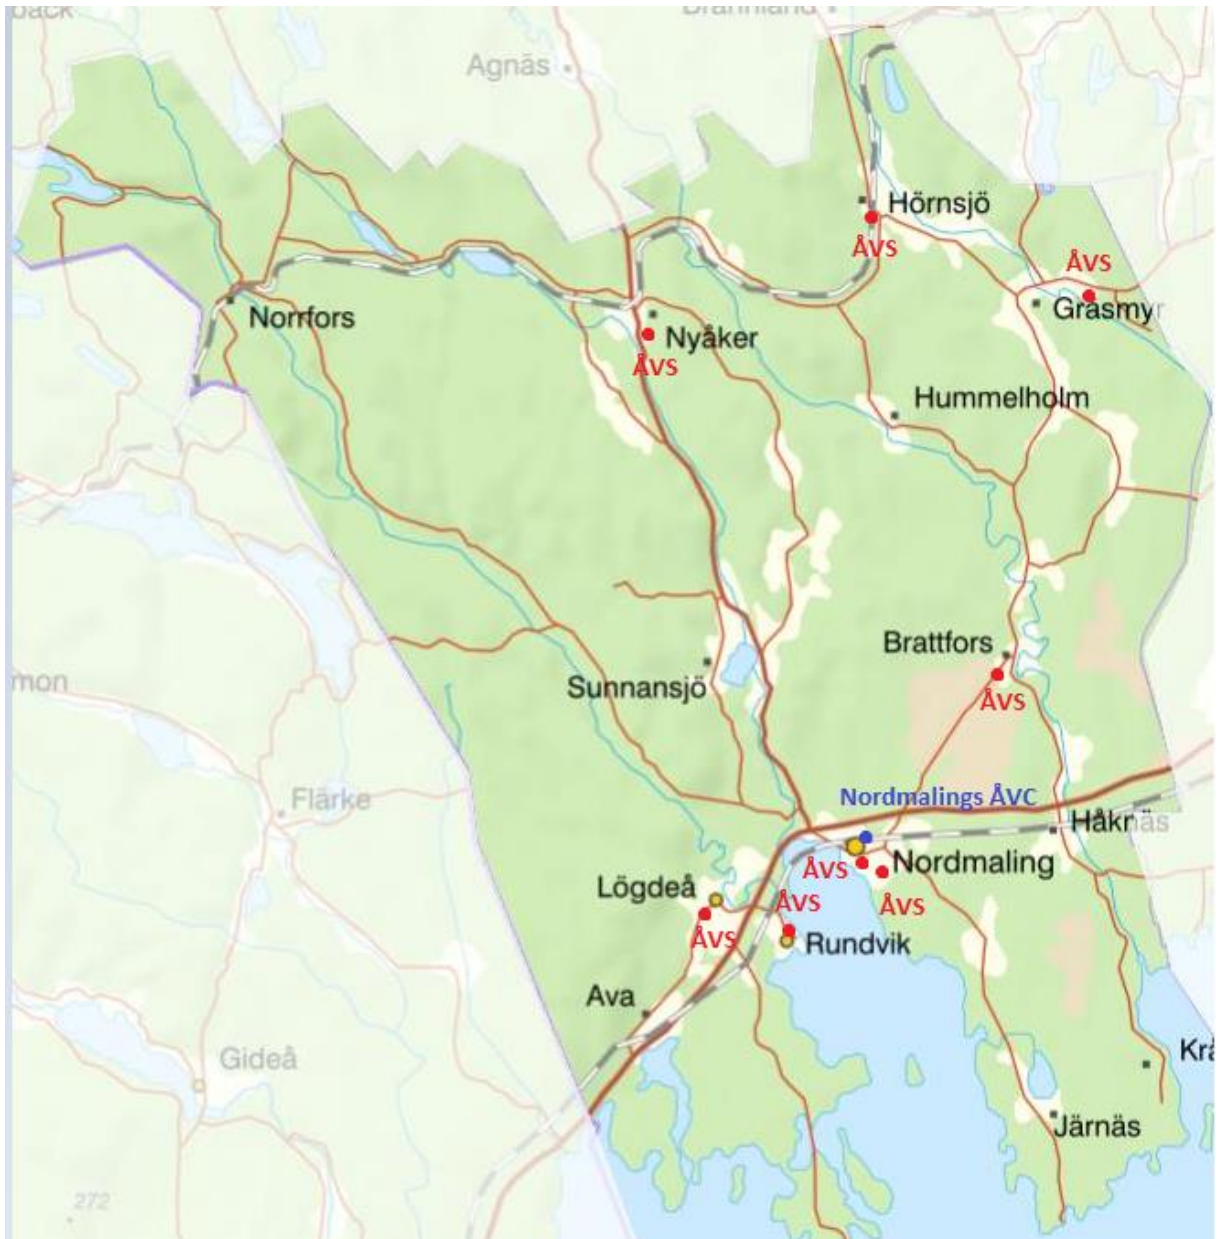 Agnäs
Hörnsjö
ÅVS
ÅVS
Gräsmyr
Norrfors
Nyåker
ÅVS
Hummelholm
Brattfors
mon
Sunnansjö
ÅVS
Flärke
Nordmalings ÅVC
Håknäs
ÅVS
Nordmaling
Lögdeå
ÅVS
ÅVS
ÅVS
Rundvik
Ava
Gideå
Järnäs
272